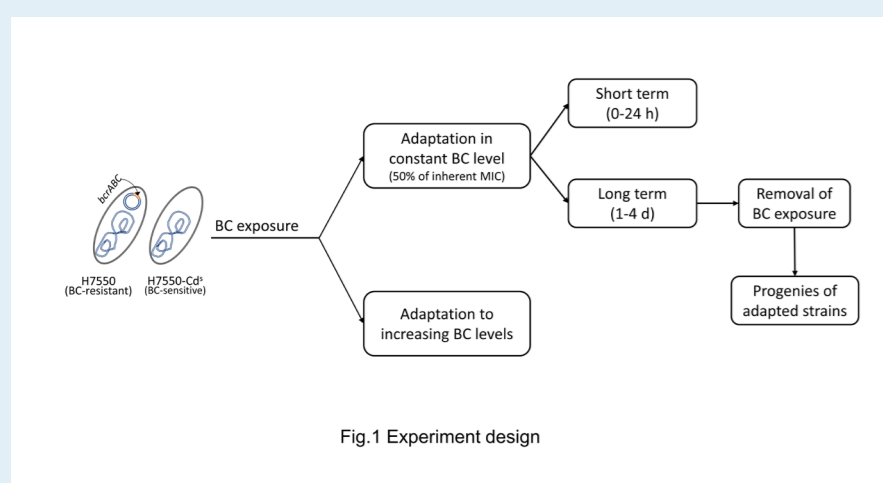 bcrABC
H7550
(BC-resistant)
H7550-Cdˢ
(BC-sensitive)
BC exposure
Adaptation in
constant BC level
(50% of inherent MIC)
Adaptation to
increasing BC levels
Short term
(0-24 h)
Long term
(1-4 d)
Removal of
BC exposure
Progenies of
adapted strains
Fig.1 Experiment design